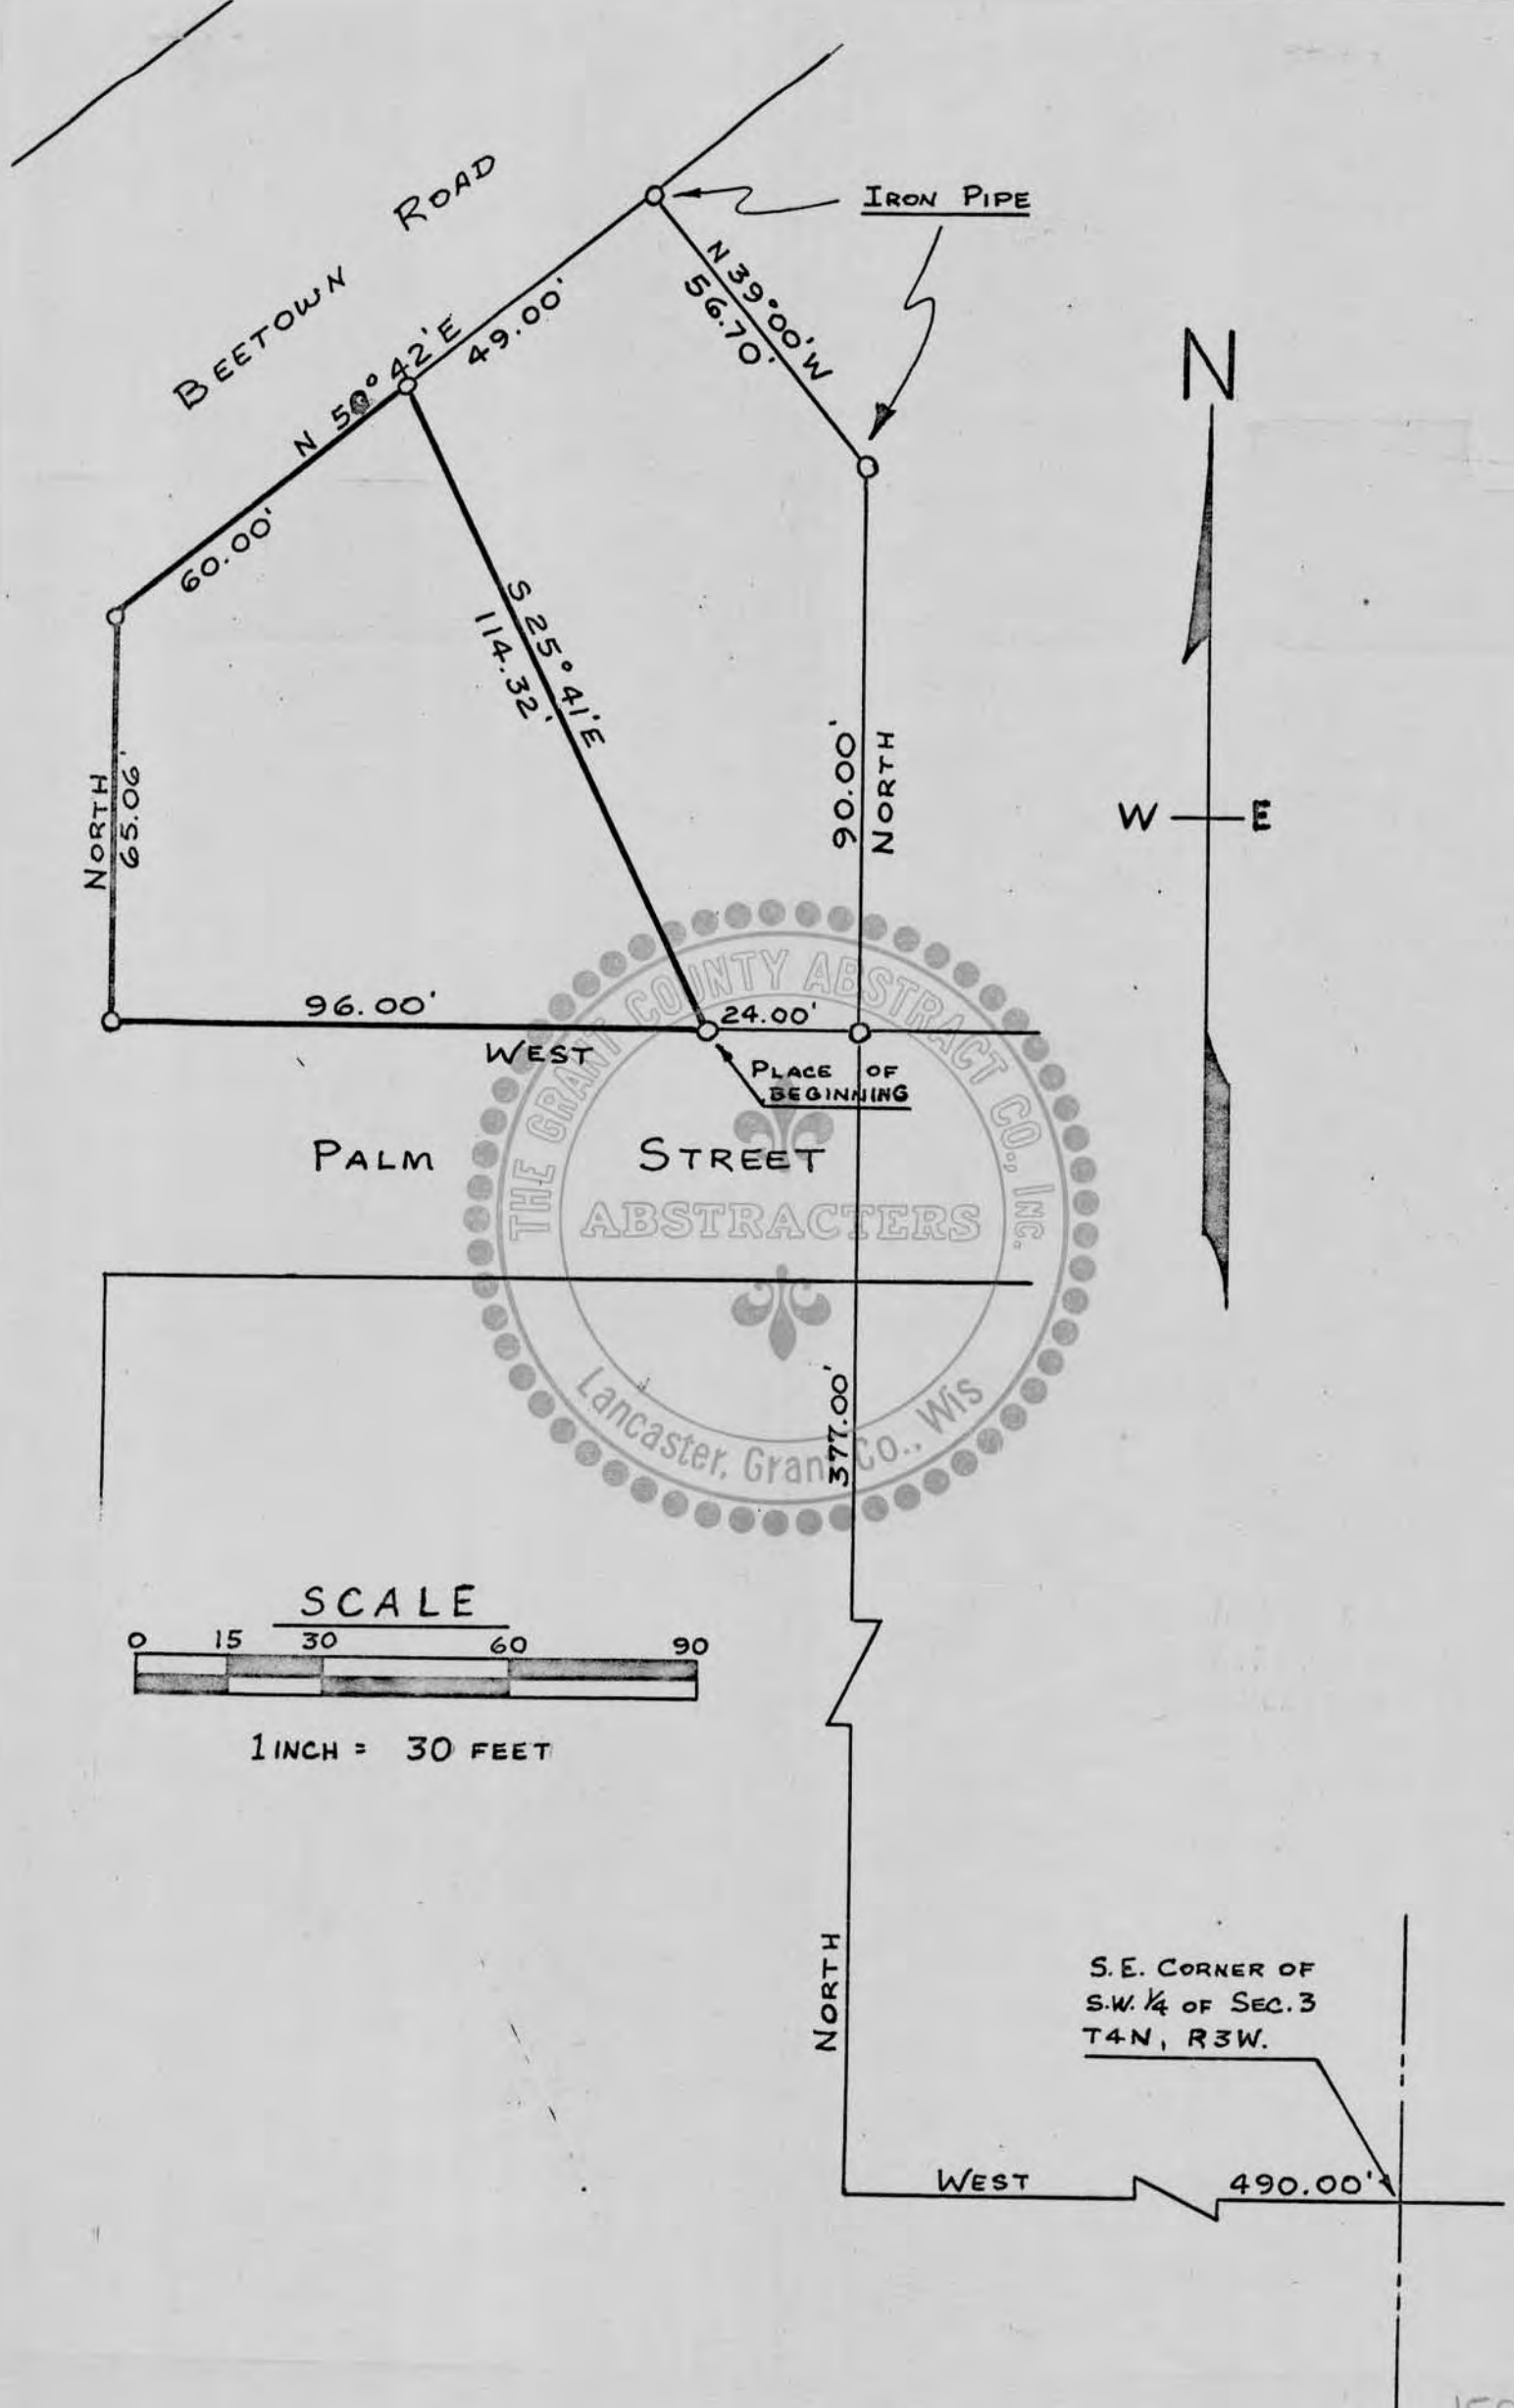 BEETOWN ROAD
IRON PIPE
N 50° 42' E
49.00'
60.00'
N 39° 00' W
56.70'
S 25° 41' E
114.32'
NORTH
65.06'
90.00'
NORTH
N
W E
96.00'
WEST
24.00'
PLACE OF
BEGINNING
PALM STREET
THE GRANT COUNTY ABSTRACT CO., INC.
ABSTRACTERS
Lancaster, Grant Co., Wis
377.00'
SCALE
0 15 30 60 90
1 INCH = 30 FEET
NORTH
S.E. CORNER OF
S.W. 1/4 OF SEC. 3
T4N, R3W.
WEST
490.00'